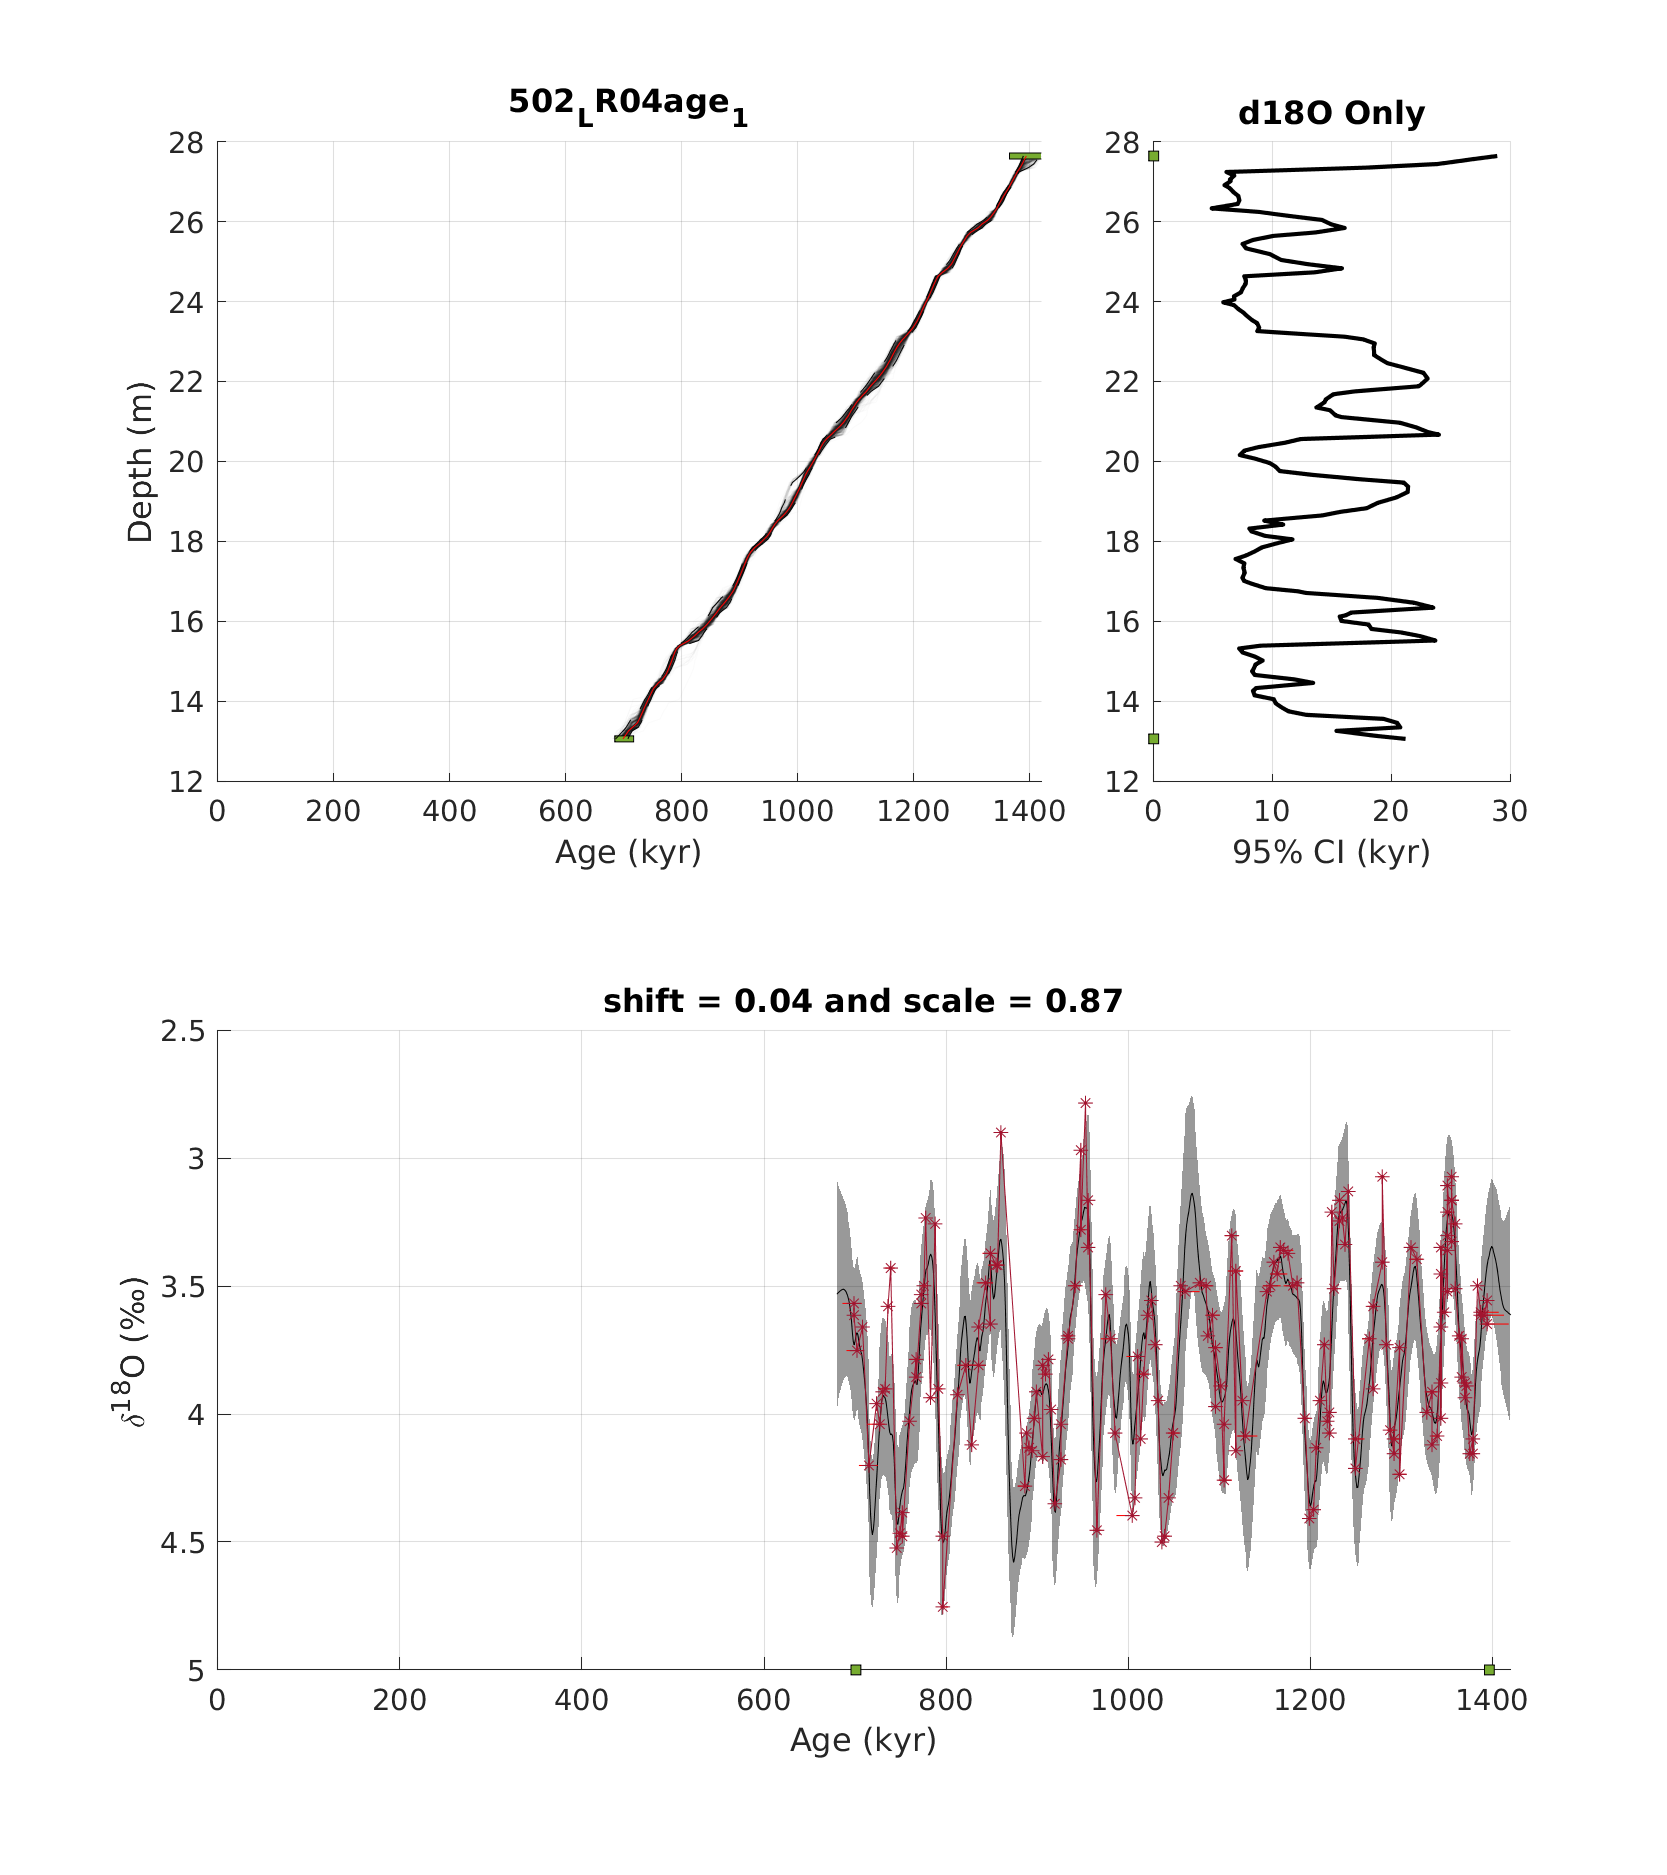 502LR04age1
28
26
24
22
20
18
16
14
12
Depth (m)
0 200 400 600 800 1000 1200 1400
Age (kyr)
d18O Only
28
26
24
22
20
18
16
14
12
0 10 20 30
95% CI (kyr)
shift = 0.04 and scale = 0.87
2.5
3
3.5
4
4.5
5
δ18O (‰)
0 200 400 600 800 1000 1200 1400
Age (kyr)